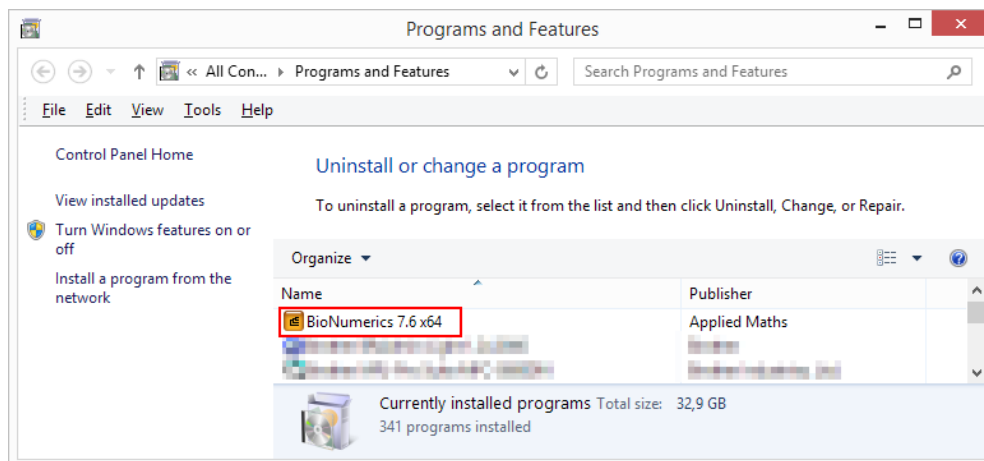 Programs and Features
« All Con... Programs and Features
Search Programs and Features
File Edit View Tools Help
Control Panel Home
View installed updates
Turn Windows features on or
off
Install a program from the
network
Uninstall or change a program
To uninstall a program, select it from the list and then click Uninstall, Change, or Repair.
Organize
Name Publisher
BioNumerics 7.6 x64 Applied Maths
Currently installed programs Total size: 32,9 GB
341 programs installed